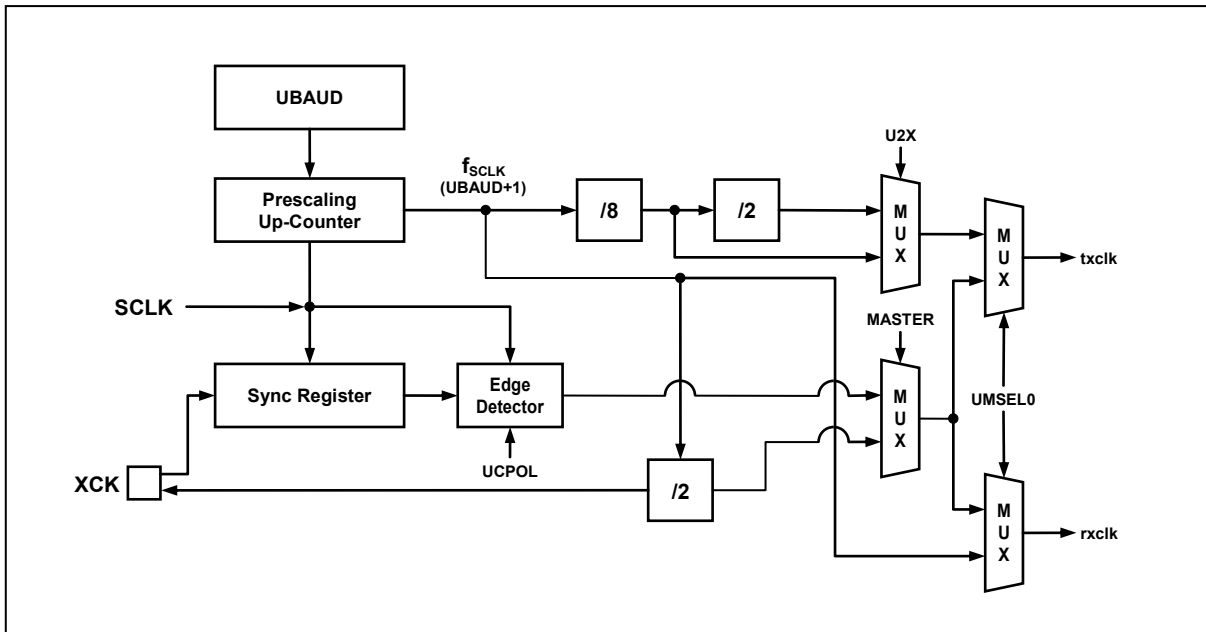 UBAUD
U2X
f_SCLK
(UBAUD+1)
Prescaling
Up-Counter
/8
/2
M
U
X
M
U
X
txclk
SCLK
MASTER
Sync Register
Edge
Detector
M
U
X
UMSEL0
UCPOL
XCK
/2
M
U
X
rxclk